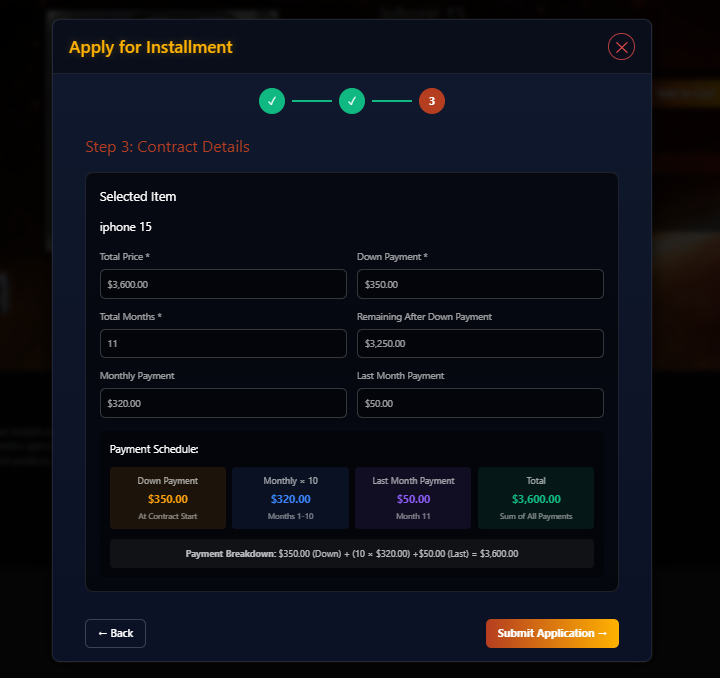 Apply for Installment
✓ ✓ 3
Step 3: Contract Details
Selected Item
iphone 15
Total Price * Down Payment *
$3,600.00 $350.00
Total Months * Remaining After Down Payment
11 $3,250.00
Monthly Payment Last Month Payment
$320.00 $50.00
Payment Schedule:
Down Payment Monthly × 10 Last Month Payment Total
$350.00 $320.00 $50.00 $3,600.00
At Contract Start Months 1-10 Month 11 Sum of All Payments
Payment Breakdown: $350.00 (Down) + (10 × $320.00) +$50.00 (Last) = $3,600.00
← Back Submit Application →